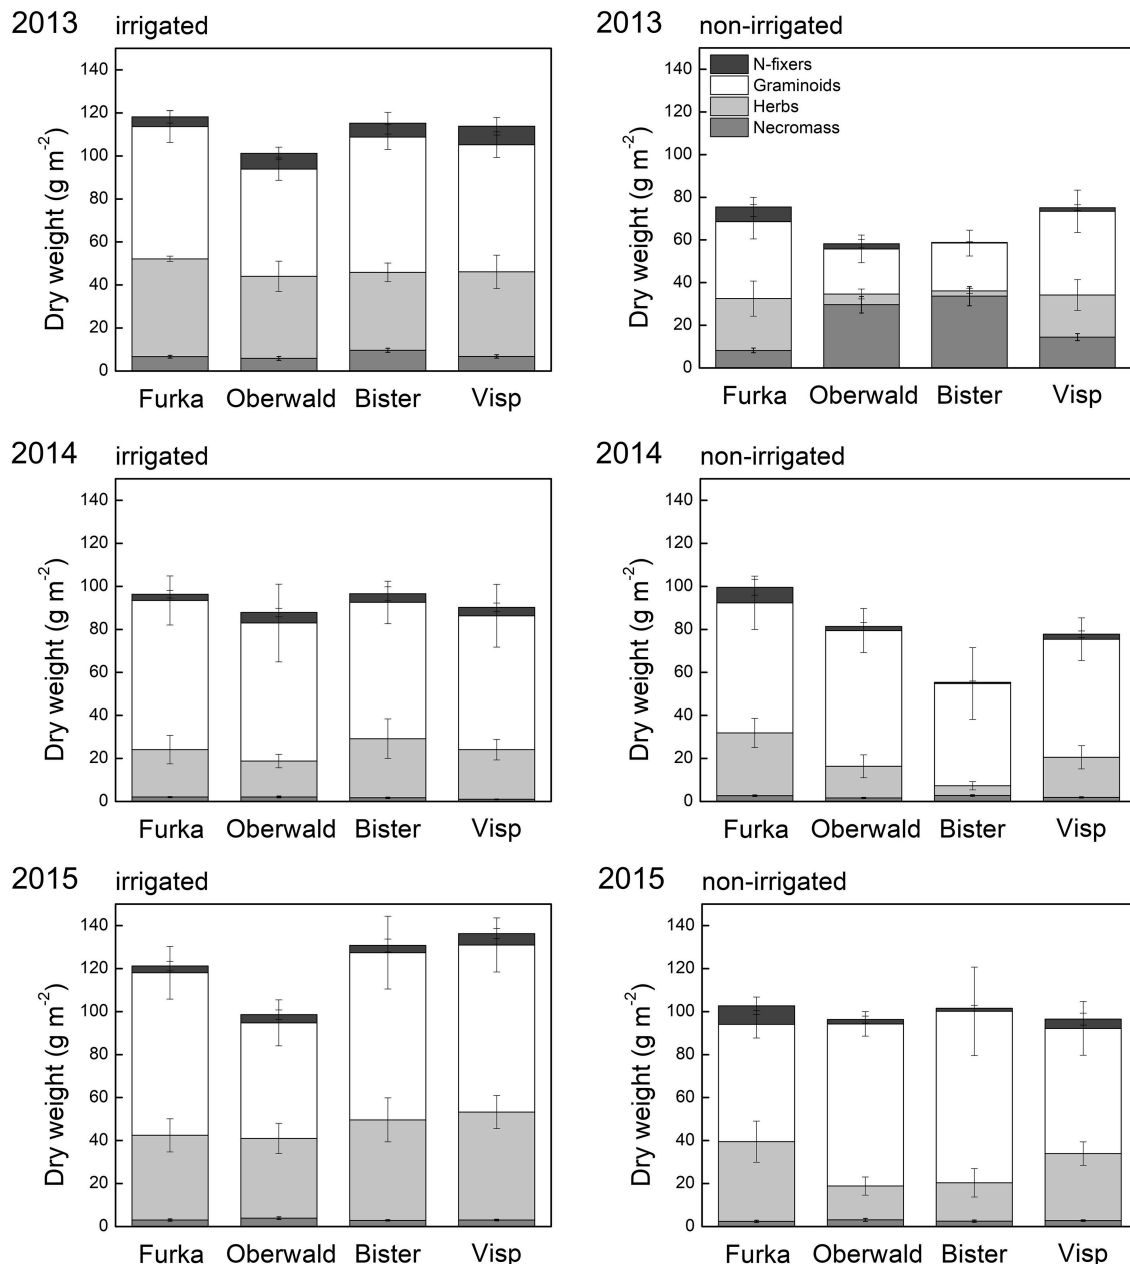 2013 irrigated
140
120
100
80
60
40
20
0
Dry weight (g m-2)
Furka Oberwald Bister Visp
2013 non-irrigated
N-fixers
Graminoids
Herbs
Necromass
140
120
100
80
60
40
20
0
Dry weight (g m-2)
Furka Oberwald Bister Visp
2014 irrigated
140
120
100
80
60
40
20
0
Dry weight (g m-2)
Furka Oberwald Bister Visp
2014 non-irrigated
140
120
100
80
60
40
20
0
Dry weight (g m-2)
Furka Oberwald Bister Visp
2015 irrigated
140
120
100
80
60
40
20
0
Dry weight (g m-2)
Furka Oberwald Bister Visp
2015 non-irrigated
140
120
100
80
60
40
20
0
Dry weight (g m-2)
Furka Oberwald Bister Visp